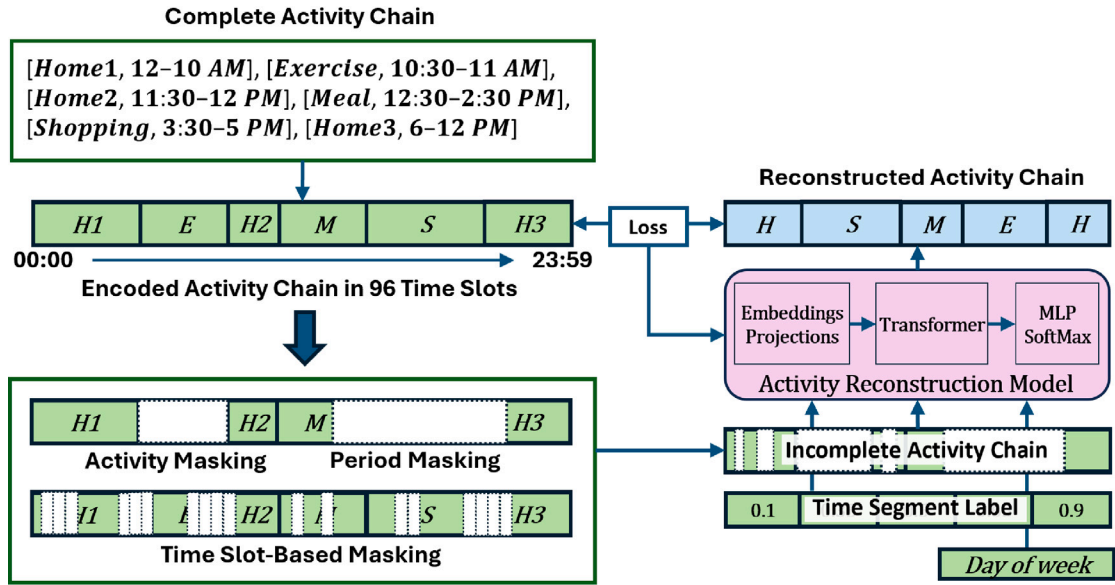 Complete Activity Chain
[Home1, 12–10 AM], [Exercise, 10:30–11 AM],
[Home2, 11:30–12 PM], [Meal, 12:30–2:30 PM],
[Shopping, 3:30–5 PM], [Home3, 6–12 PM]
H1 E H2 M S H3
00:00 23:59
Encoded Activity Chain in 96 Time Slots
H1 H2 M H3
Activity Masking Period Masking
H2 S H3
Time Slot-Based Masking
Loss
Reconstructed Activity Chain
H S M E H
Embeddings
Projections
Transformer
MLP
SoftMax
Activity Reconstruction Model
Incomplete Activity Chain
0.1 Time Segment Label 0.9
Day of week